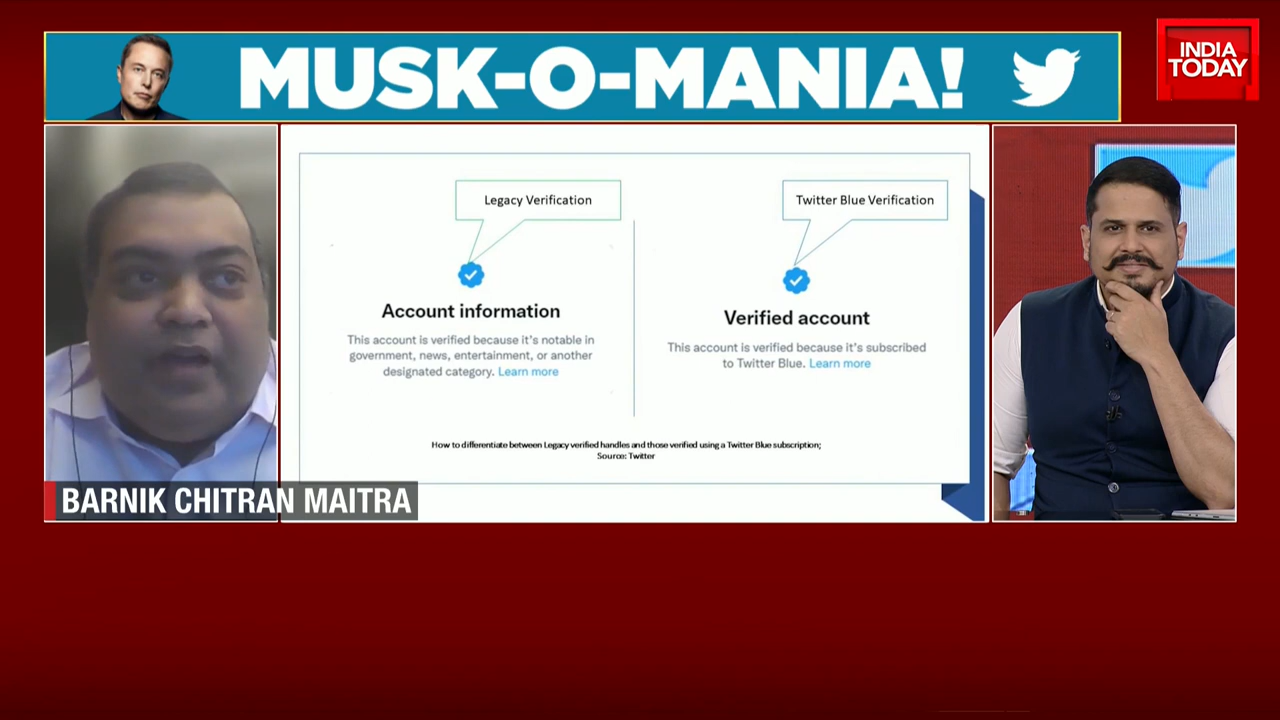 MUSK-O-MANIA!
INDIA
TODAY
Legacy Verification
Twitter Blue Verification
Account information
This account is verified because it's notable in
government, news, entertainment, or another
designated category. Learn more
Verified account
This account is verified because it's subscribed
to Twitter Blue. Learn more
How to differentiate between Legacy verified handles and those verified using a Twitter Blue subscription;
Source: Twitter
BARNIK CHITRAN MAITRA